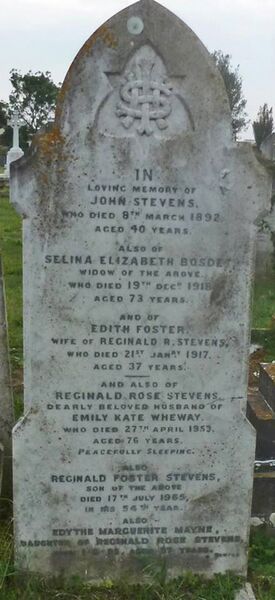 IHS
IN
LOVING MEMORY OF
JOHN STEVENS,
WHO DIED 8TH MARCH 1892
AGED 40 YEARS.
ALSO OF
SELINA ELIZABETH BOSDET
WIDOW OF THE ABOVE.
WHO DIED 19TH DECR 1918
AGED 73 YEARS.
AND OF
EDITH FOSTER,
WIFE OF REGINALD R. STEVENS,
WHO DIED 21ST JANRY 1917.
AGED 37 YEARS.
AND ALSO OF
REGINALD ROSE STEVENS.
DEARLY BELOVED HUSBAND OF
EMILY KATE WHEWAY.
WHO DIED 27TH APRIL 1953.
AGED 76 YEARS.
PEACEFULLY SLEEPING.
ALSO
REGINALD FOSTER STEVENS,
SON OF THE ABOVE
DIED 17TH JULY 1965,
IN HIS 54TH YEAR.
ALSO
EDYTHE MARGUERITE MAYNE,
DAUGHTER OF REGINALD ROSE STEVENS,
YEARS.